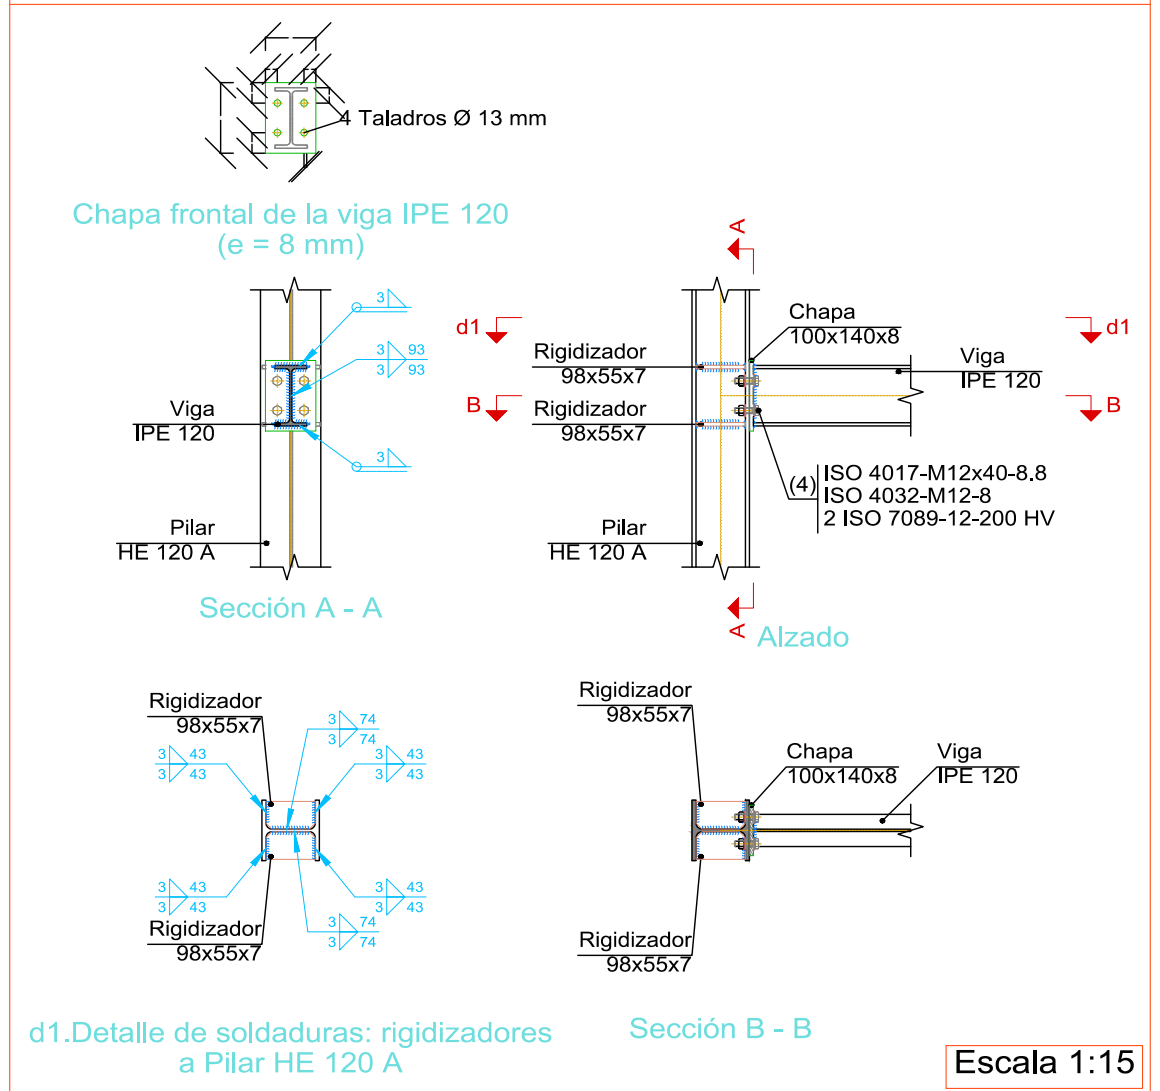 4 Taladros Ø 13 mm
Chapa frontal de la viga IPE 120
(e = 8 mm)
3
3 93
3 93
Viga
IPE 120
3
Pilar
HE 120 A
Sección A - A
A
d1
d1
Chapa
100x140x8
Rigidizador
98x55x7
Viga
IPE 120
B
B
Rigidizador
98x55x7
(4)
ISO 4017-M12x40-8.8
ISO 4032-M12-8
2 ISO 7089-12-200 HV
Pilar
HE 120 A
A
Alzado
Rigidizador
98x55x7
3 74
3 74
3 43
3 43
3 43
3 43
3 43
3 43
3 43
3 43
3 74
3 74
Rigidizador
98x55x7
d1.Detalle de soldaduras: rigidizadores
a Pilar HE 120 A
Rigidizador
98x55x7
Chapa
100x140x8
Viga
IPE 120
Rigidizador
98x55x7
Sección B - B
Escala 1:15